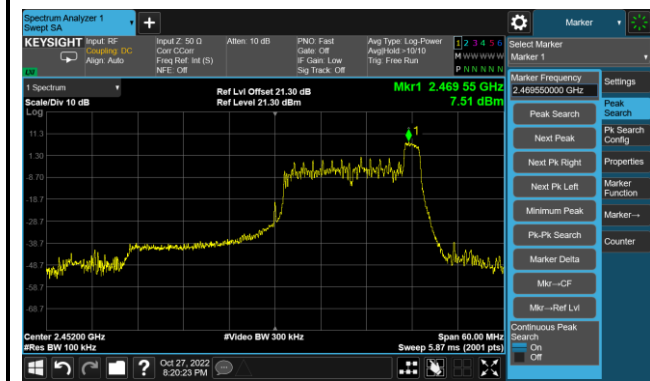 Spectrum Analyzer 1
Swept SA
+
Marker
KEYSIGHT
Input: RF
Coupling: DC
Align: Auto
Input Z: 50 Ω
Corr CCorr
Freq Ref: Int (S)
NFE: Off
Atten: 10 dB
PNO: Fast
Gate: Off
IF Gain: Low
Sig Track: Off
Avg Type: Log-Power
Avg|Hold:>10/10
Trig: Free Run
1 2 3 4 5 6
M W W W W W
P N N N N N
Select Marker
Marker 1
1 Spectrum
Scale/Div 10 dB
Log
Ref Lvl Offset 21.30 dB
Ref Level 21.30 dBm
Mkr1 2.469 55 GHz
7.51 dBm
1
11.3
1.30
-8.70
-18.7
-28.7
-38.7
-48.7
-58.7
-68.7
Center 2.45200 GHz
#Res BW 100 kHz
#Video BW 300 kHz
Span 60.00 MHz
Sweep 5.87 ms (2001 pts)
Marker Frequency
2.469550000 GHz
Peak Search
Next Peak
Next Pk Right
Next Pk Left
Minimum Peak
Pk-Pk Search
Marker Delta
Mkr→CF
Mkr→Ref Lvl
Continuous Peak
Search
On
Off
Settings
Peak
Search
Pk Search
Config
Properties
Marker
Function
Marker→
Counter
?
Oct 27, 2022
8:20:23 PM